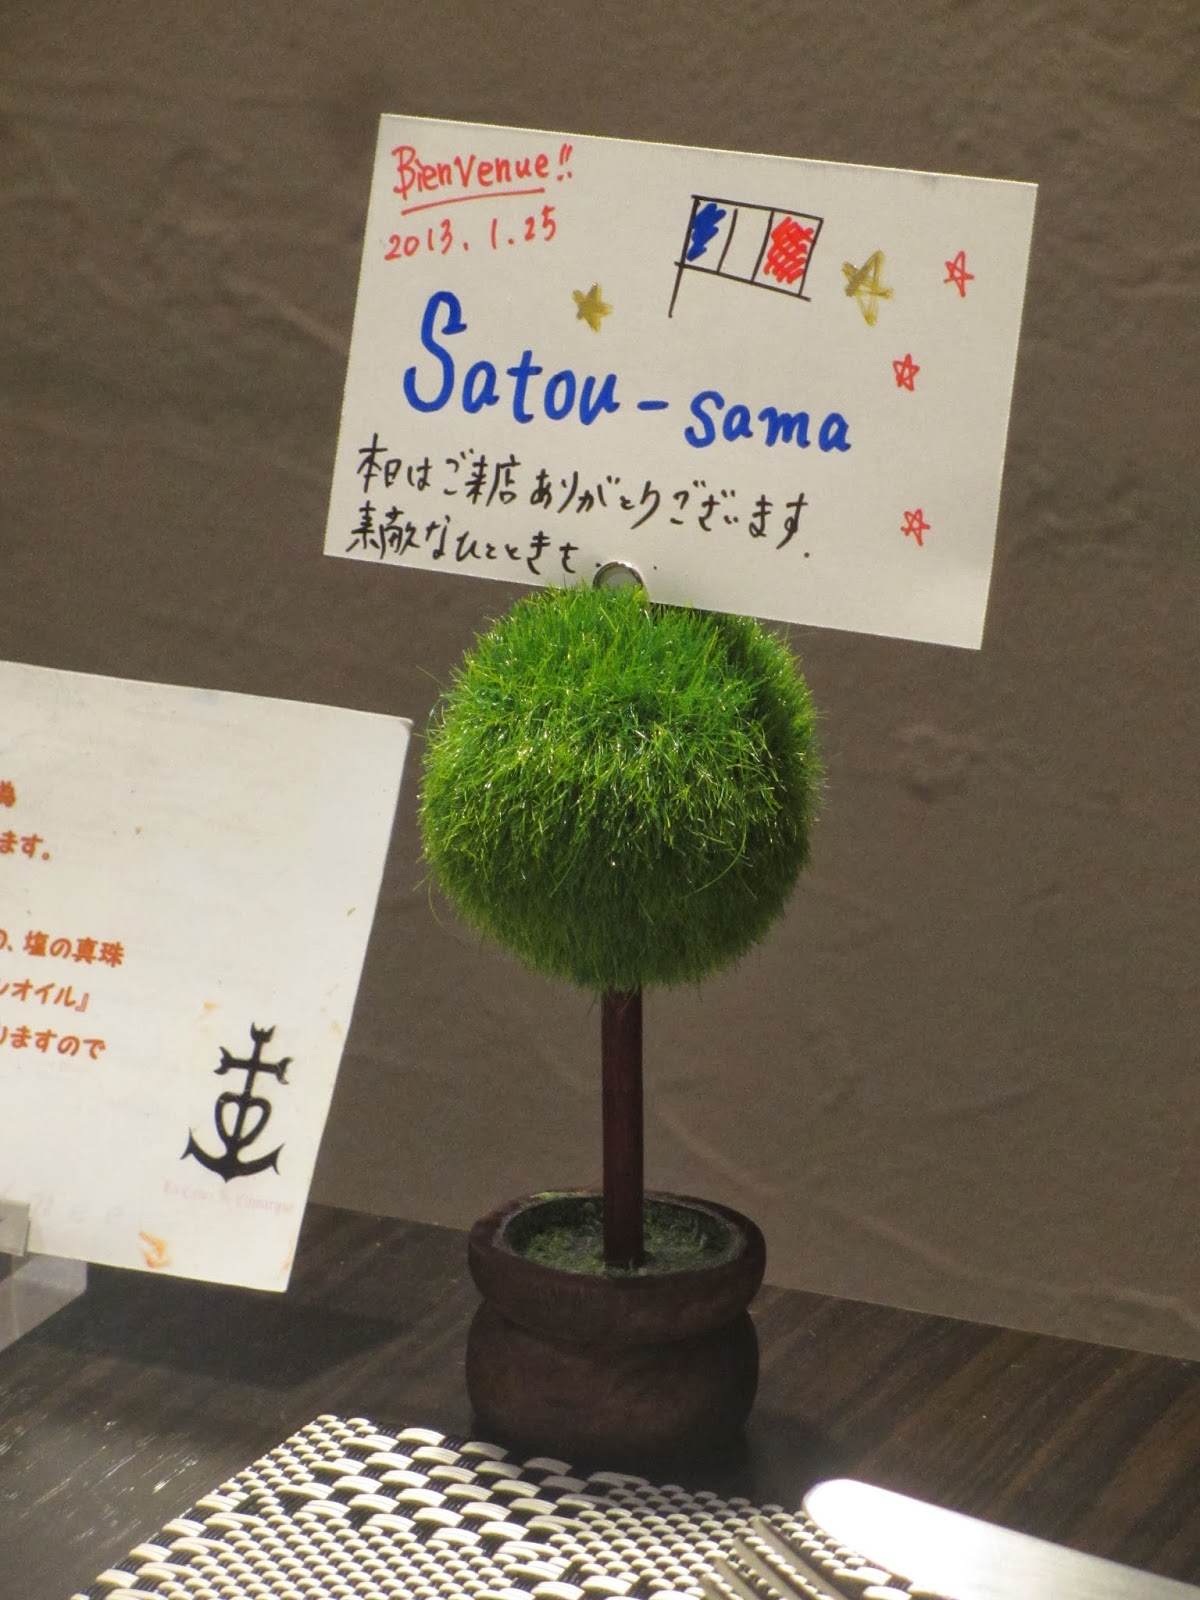 Bienvenue!!
2013.1.25
Satou-sama
本日はご来店ありがとうございます.
素敵なひとときを...
為
ます。
の、塩の真珠
ンオイル』
りますので